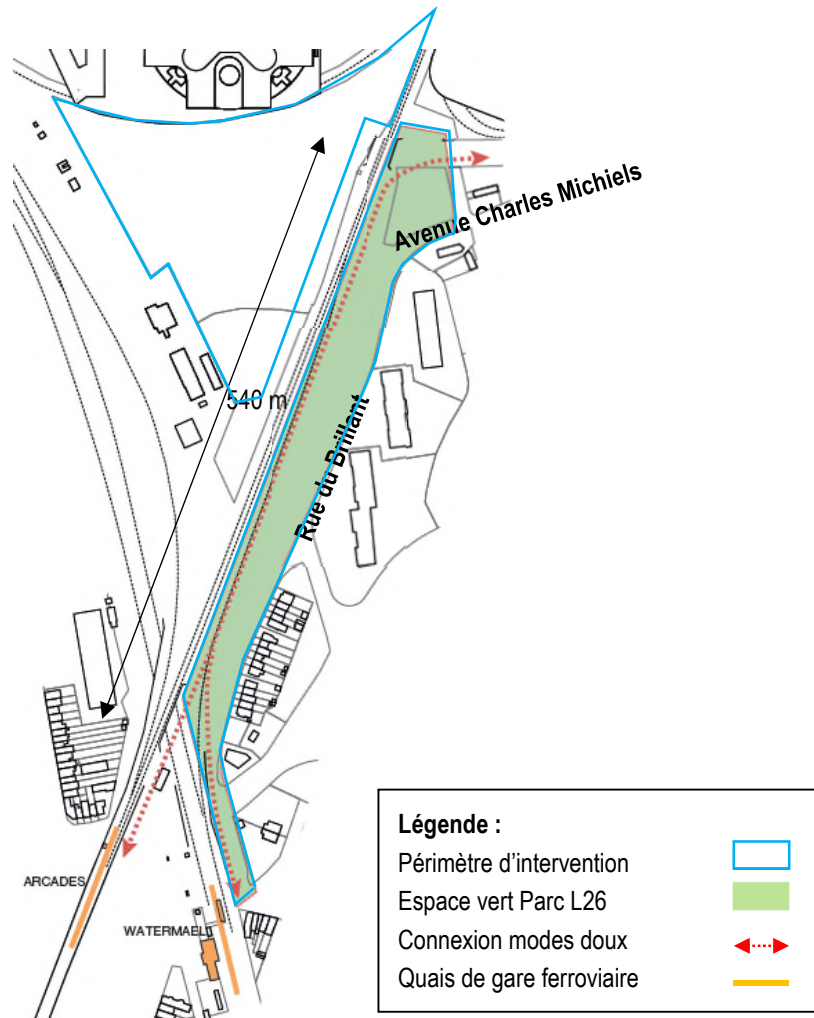 Avenue Charles Michiels
540 m
Rue du Brillant
ARCADES
WATERMAEL
Légende :
Périmètre d’intervention
Espace vert Parc L26
Connexion modes doux
Quais de gare ferroviaire